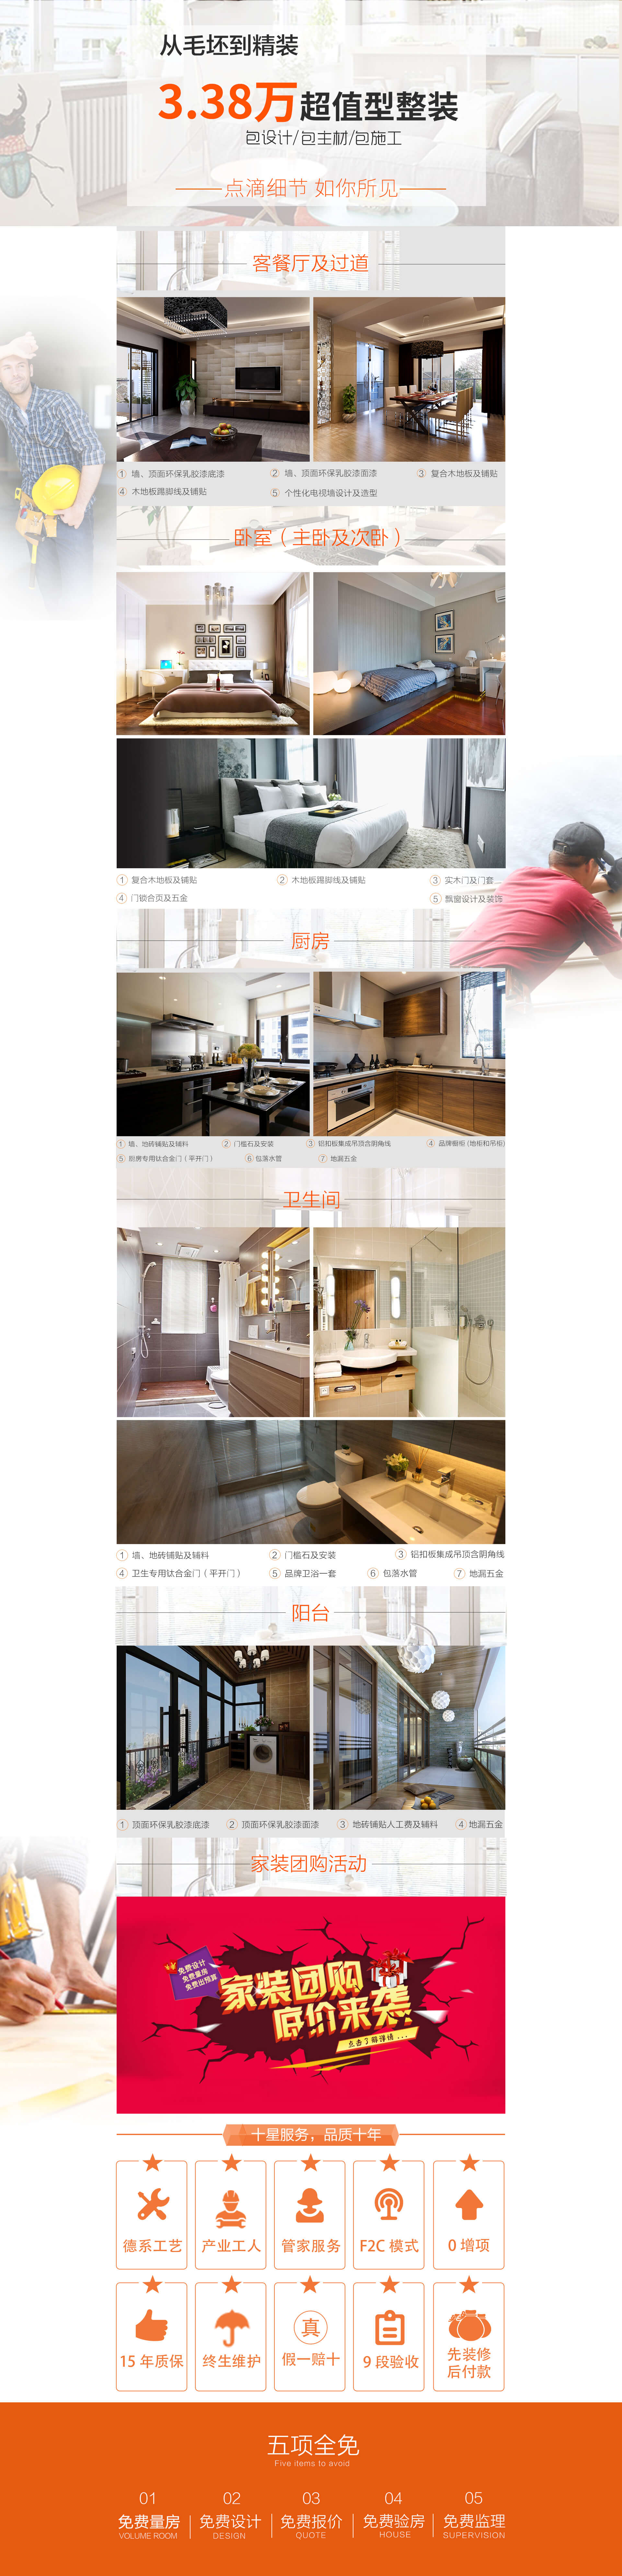 从毛坯到精装
3.38万超值型整装
包设计/包主材/包施工
点滴细节 如你所见
客餐厅及过道
① 墙、顶面环保乳胶漆底漆 ② 墙、顶面环保乳胶漆面漆 ③ 复合木地板及铺贴
④ 木地板踢脚线及铺贴 ⑤ 个性化电视墙设计及造型
卧室（主卧及次卧）
① 复合木地板及铺贴 ② 木地板踢脚线及铺贴 ③ 实木门及门套
④ 门锁合页及五金 ⑤ 飘窗设计及装饰
厨房
① 墙、地砖铺贴及辅料 ② 门槛石及安装 ③ 铝扣板集成吊顶含阴角线 ④ 品牌橱柜 (地柜和吊柜)
⑤ 厨房专用钛合金门（平开门） ⑥ 包落水管 ⑦ 地漏五金
卫生间
① 墙、地砖铺贴及辅料 ② 门槛石及安装 ③ 铝扣板集成吊顶含阴角线
④ 卫生专用钛合金门（平开门） ⑤ 品牌卫浴一套 ⑥ 包落水管 ⑦ 地漏五金
阳台
① 顶面环保乳胶漆底漆 ② 顶面环保乳胶漆面漆 ③ 地砖铺贴人工费及辅料 ④ 地漏五金
家装团购活动
免费设计
免费量房
免费出预算
家装团购
底价来袭
点击了解详情 ...
十星服务，品质十年
德系工艺 产业工人 管家服务 F2C 模式 0 增项
真
15 年质保 终生维护 假一赔十 9 段验收 先装修
后付款
五项全免
Five items to avoid
01 02 03 04 05
免费量房 免费设计 免费报价 免费验房 免费监理
VOLUME ROOM DESIGN QUOTE HOUSE SUPERVISION